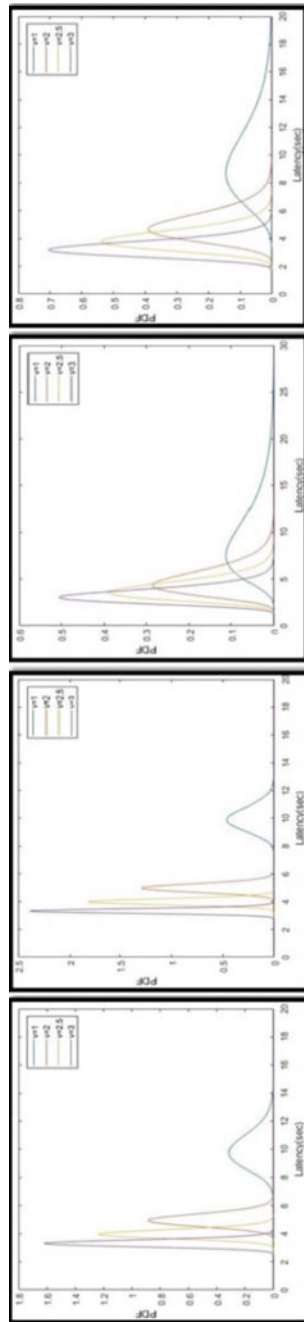 1.8
1.6
1.4
1.2
1
0.8
0.6
0.4
0.2
0
PDF
v=1
v=2
v=2.5
v=3
0 2 4 6 8 10 12 14 16 18 20
Latency(sec)
2.5
2
1.5
1
0.5
0
PDF
v=1
v=2
v=2.5
v=3
0 2 4 6 8 10 12 14 16 18 20
Latency(sec)
0.6
0.5
0.4
0.3
0.2
0.1
0
PDF
v=1
v=2
v=2.5
v=3
0 5 10 15 20 25 30
Latency(sec)
0.8
0.7
0.6
0.5
0.4
0.3
0.2
0.1
0
PDF
v=1
v=2
v=2.5
v=3
0 2 4 6 8 10 12 14 16 18 20
Latency(sec)